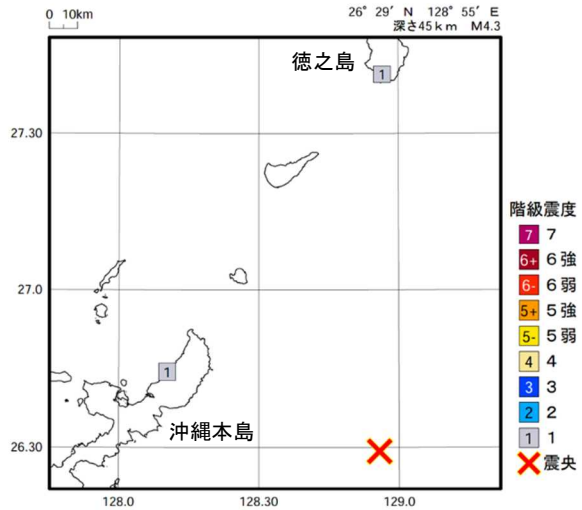 0 10km
26° 29′ N 128° 55′ E
深さ45km M4.3
徳之島
1
27.30
27.0
1
沖縄本島
26.30
128.0 128.30 129.0
階級震度
7 7
6+ 6強
6- 6弱
5+ 5強
5- 5弱
4 4
3 3
2 2
1 1
震央